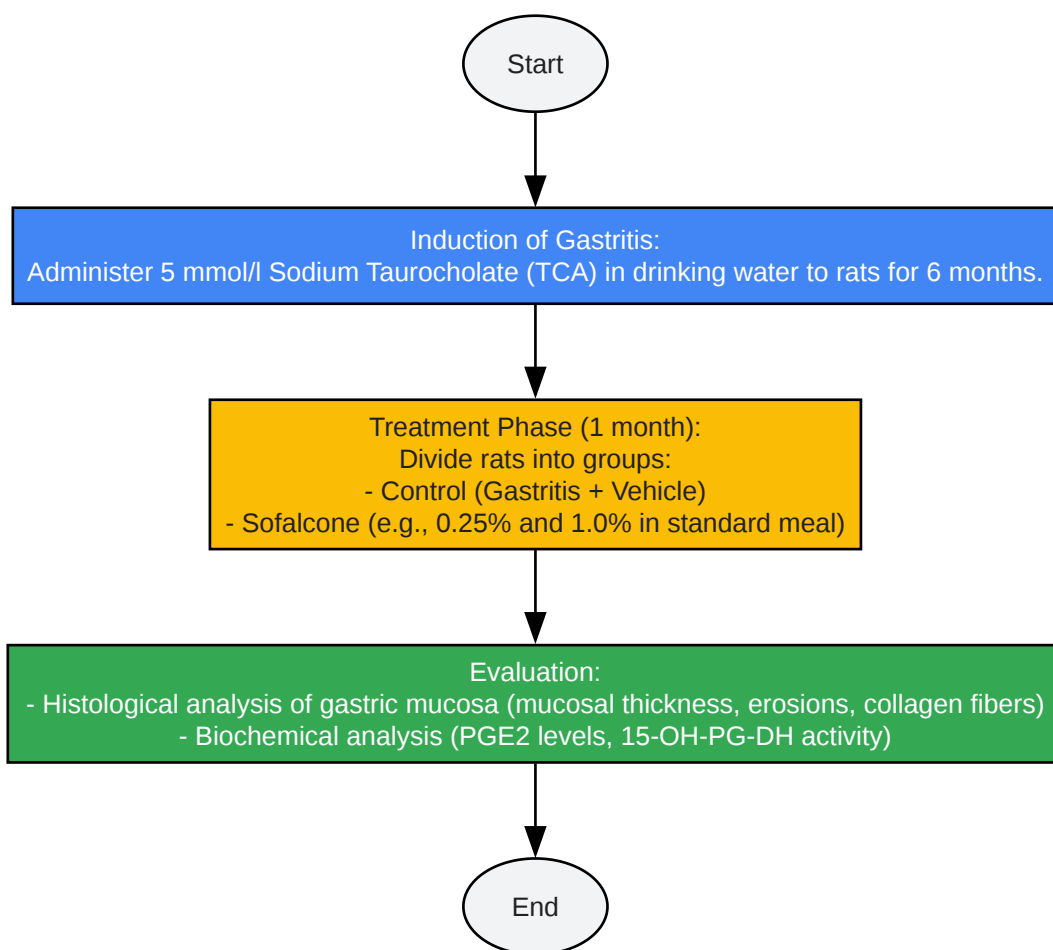 Start
Induction of Gastritis:
Administer 5 mmol/l Sodium Taurocholate (TCA) in drinking water to rats for 6 months.
Treatment Phase (1 month):
Divide rats into groups:
- Control (Gastritis + Vehicle)
- Sofalcone (e.g., 0.25% and 1.0% in standard meal)
Evaluation:
- Histological analysis of gastric mucosa (mucosal thickness, erosions, collagen fibers)
- Biochemical analysis (PGE2 levels, 15-OH-PG-DH activity)
End